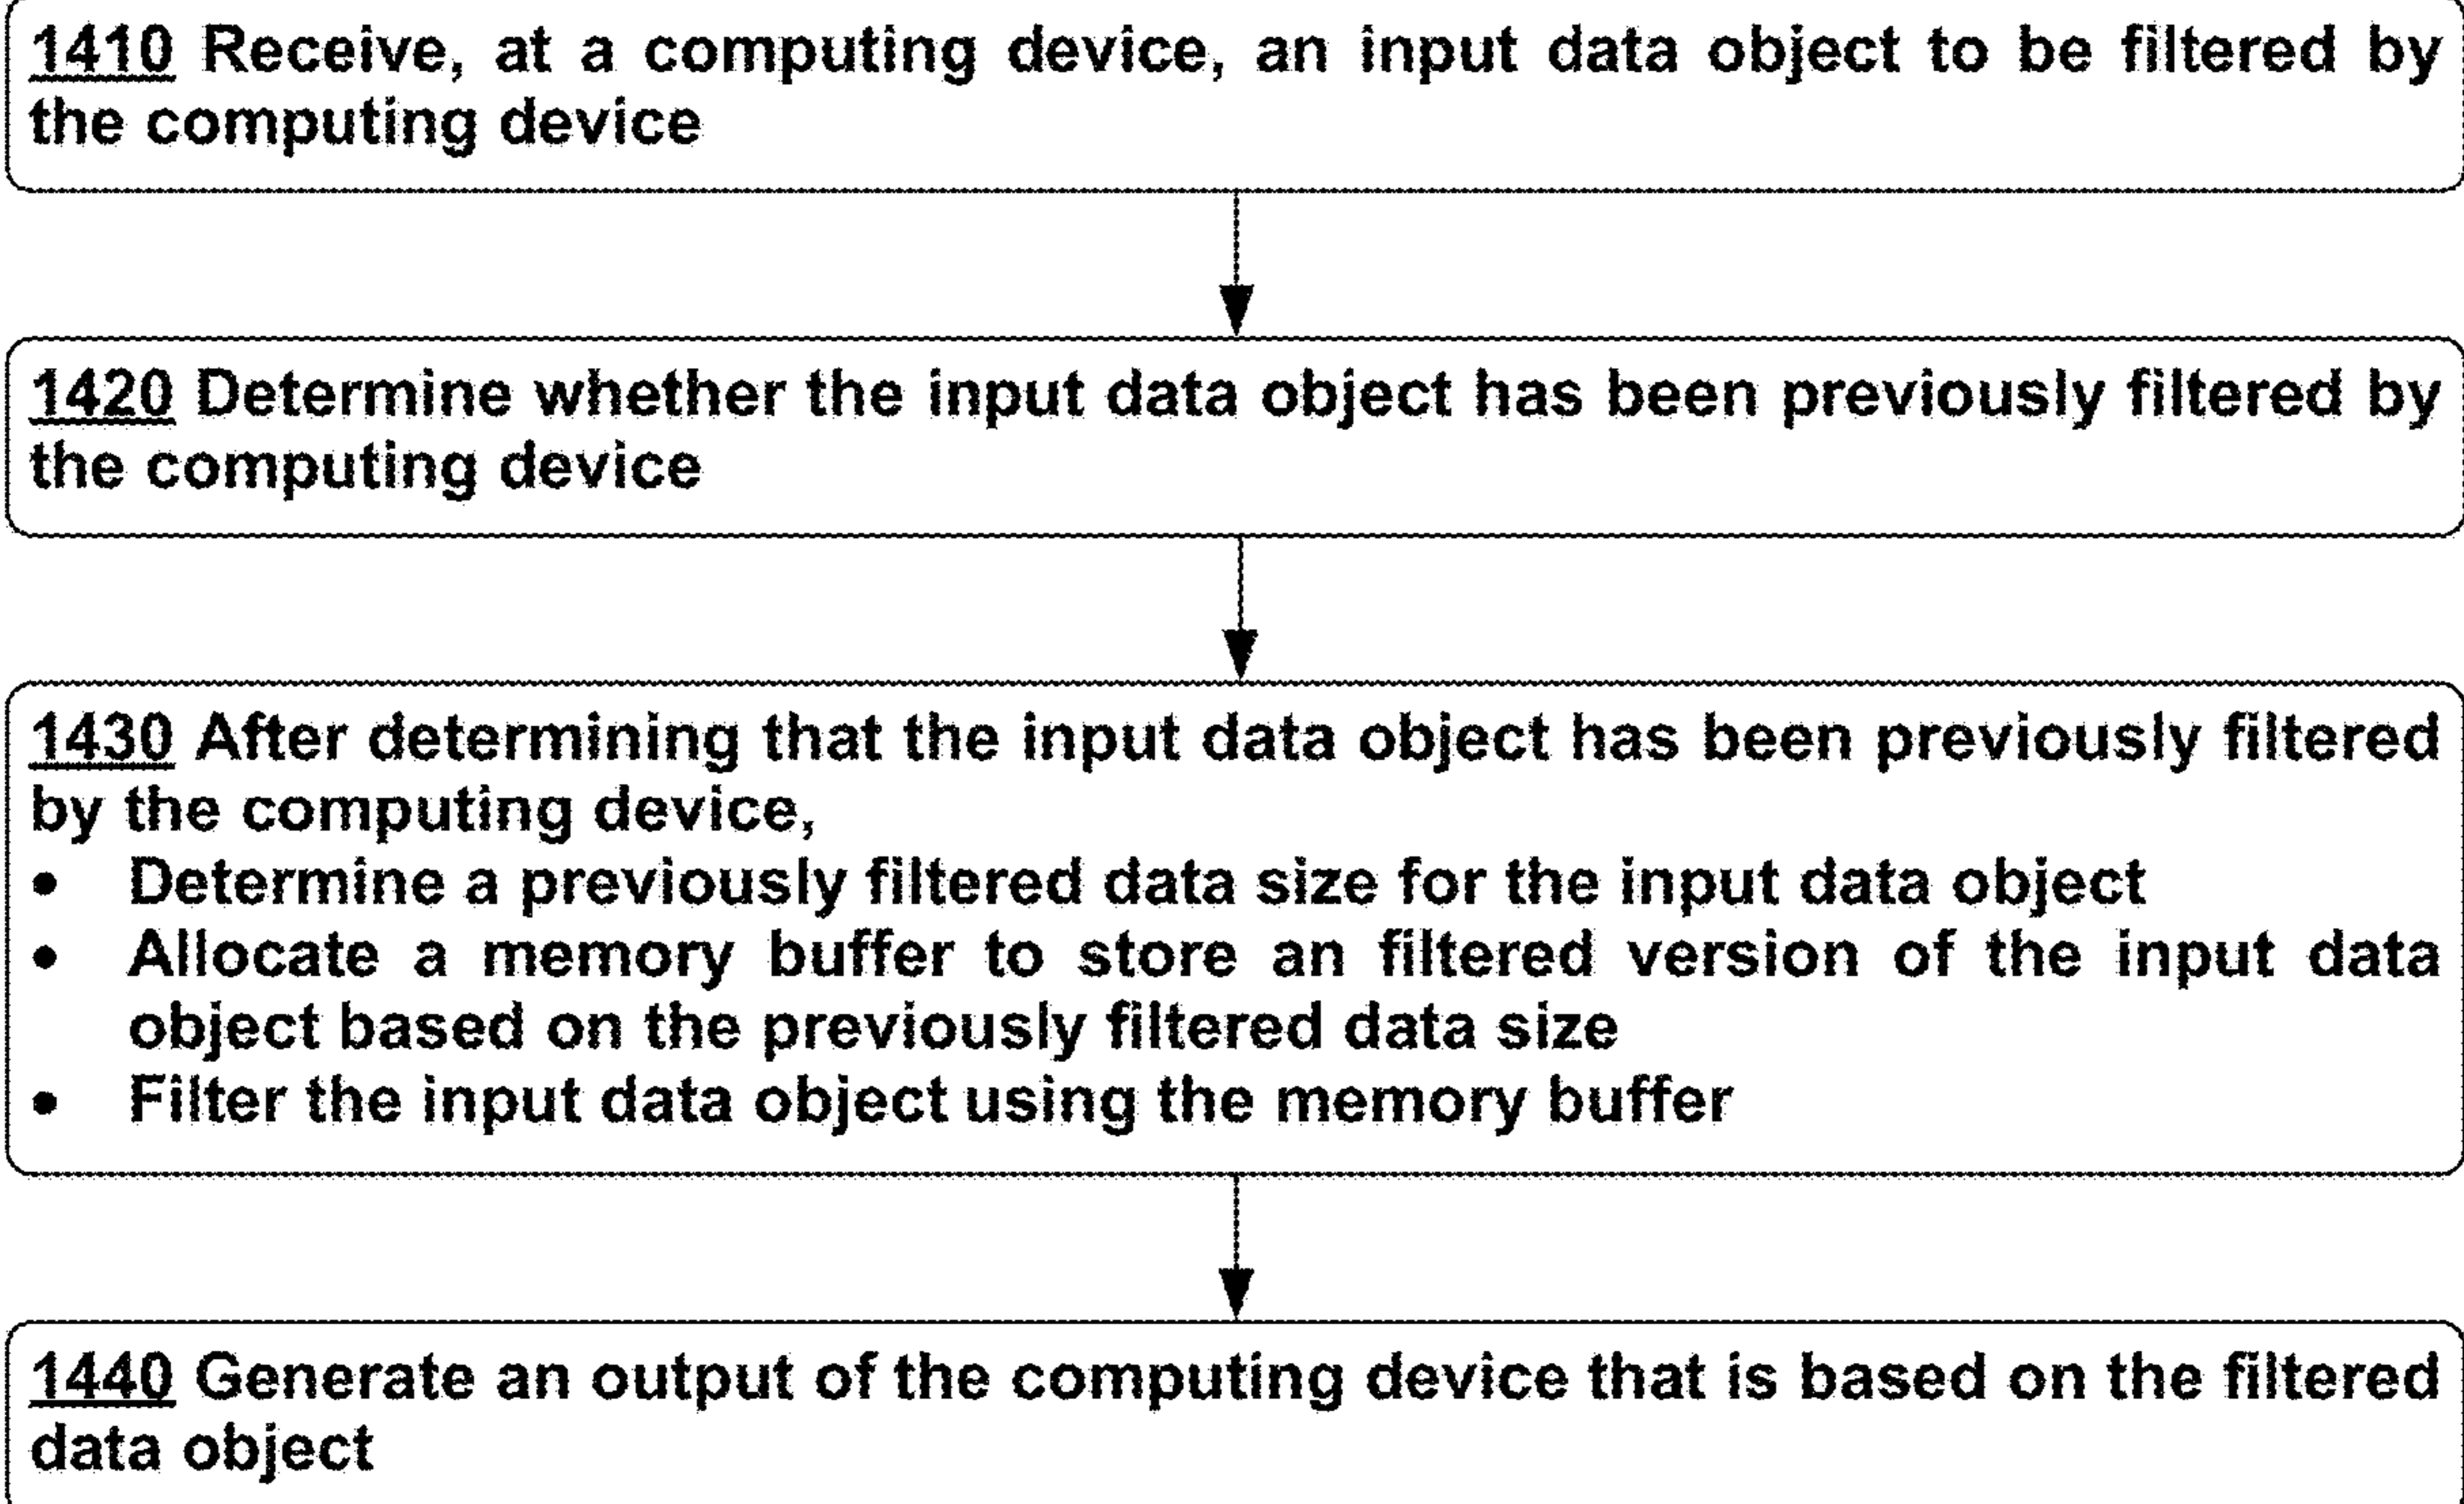 1410 Receive, at a computing device, an input data object to be filtered by
the computing device
1420 Determine whether the input data object has been previously filtered by
the computing device
1430 After determining that the input data object has been previously filtered
by the computing device,
• Determine a previously filtered data size for the input data object
• Allocate a memory buffer to store an filtered version of the input data
object based on the previously filtered data size
• Filter the input data object using the memory buffer
1440 Generate an output of the computing device that is based on the filtered
data object